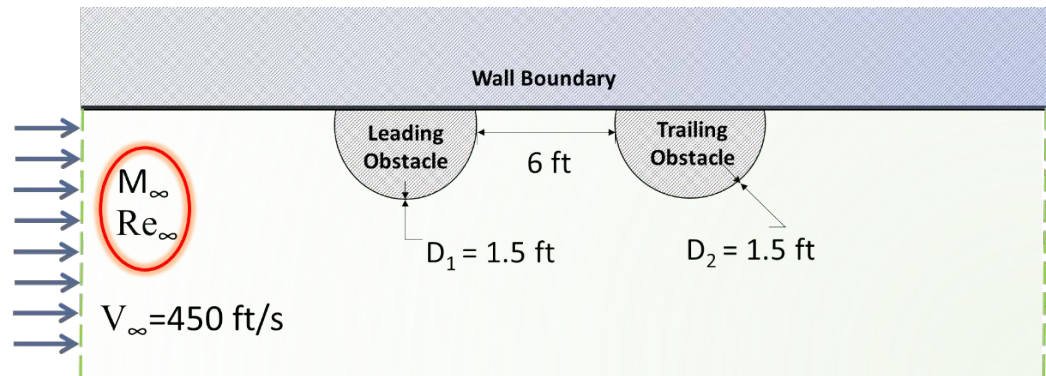 Wall Boundary
Leading
Obstacle
6 ft
Trailing
Obstacle
M∞
Re∞
D₁ = 1.5 ft
D₂ = 1.5 ft
V∞=450 ft/s